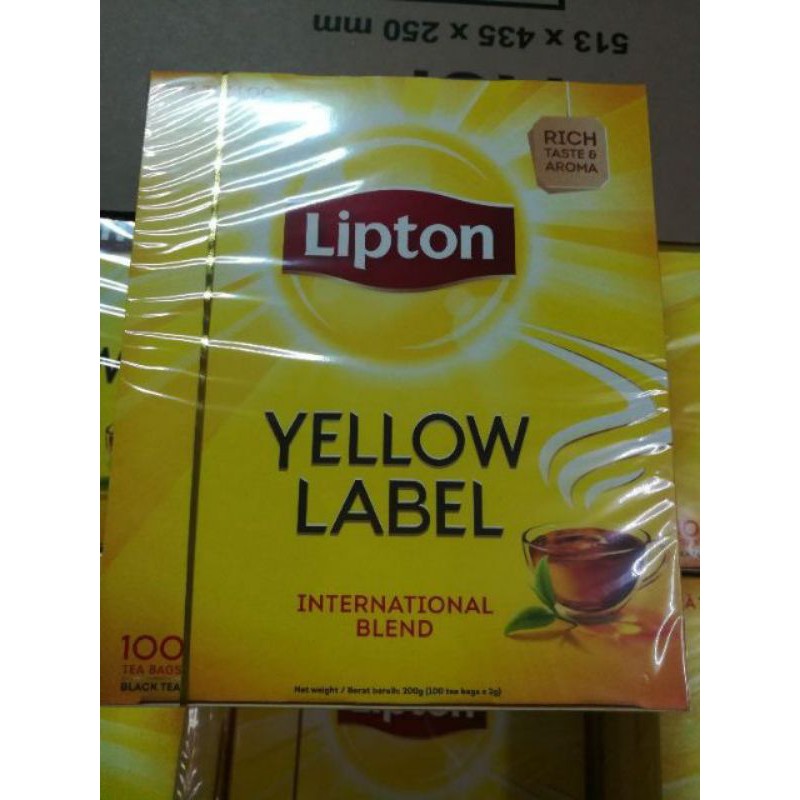 513 x 435 x 250 mm
RICH
TASTE &
AROMA
Lipton
YELLOW
LABEL
INTERNATIONAL
BLEND
100
TEA BAGS
BLACK TEA
Net weight / Berat bersih: 200g (100 tea bags x 2g)
Lipton